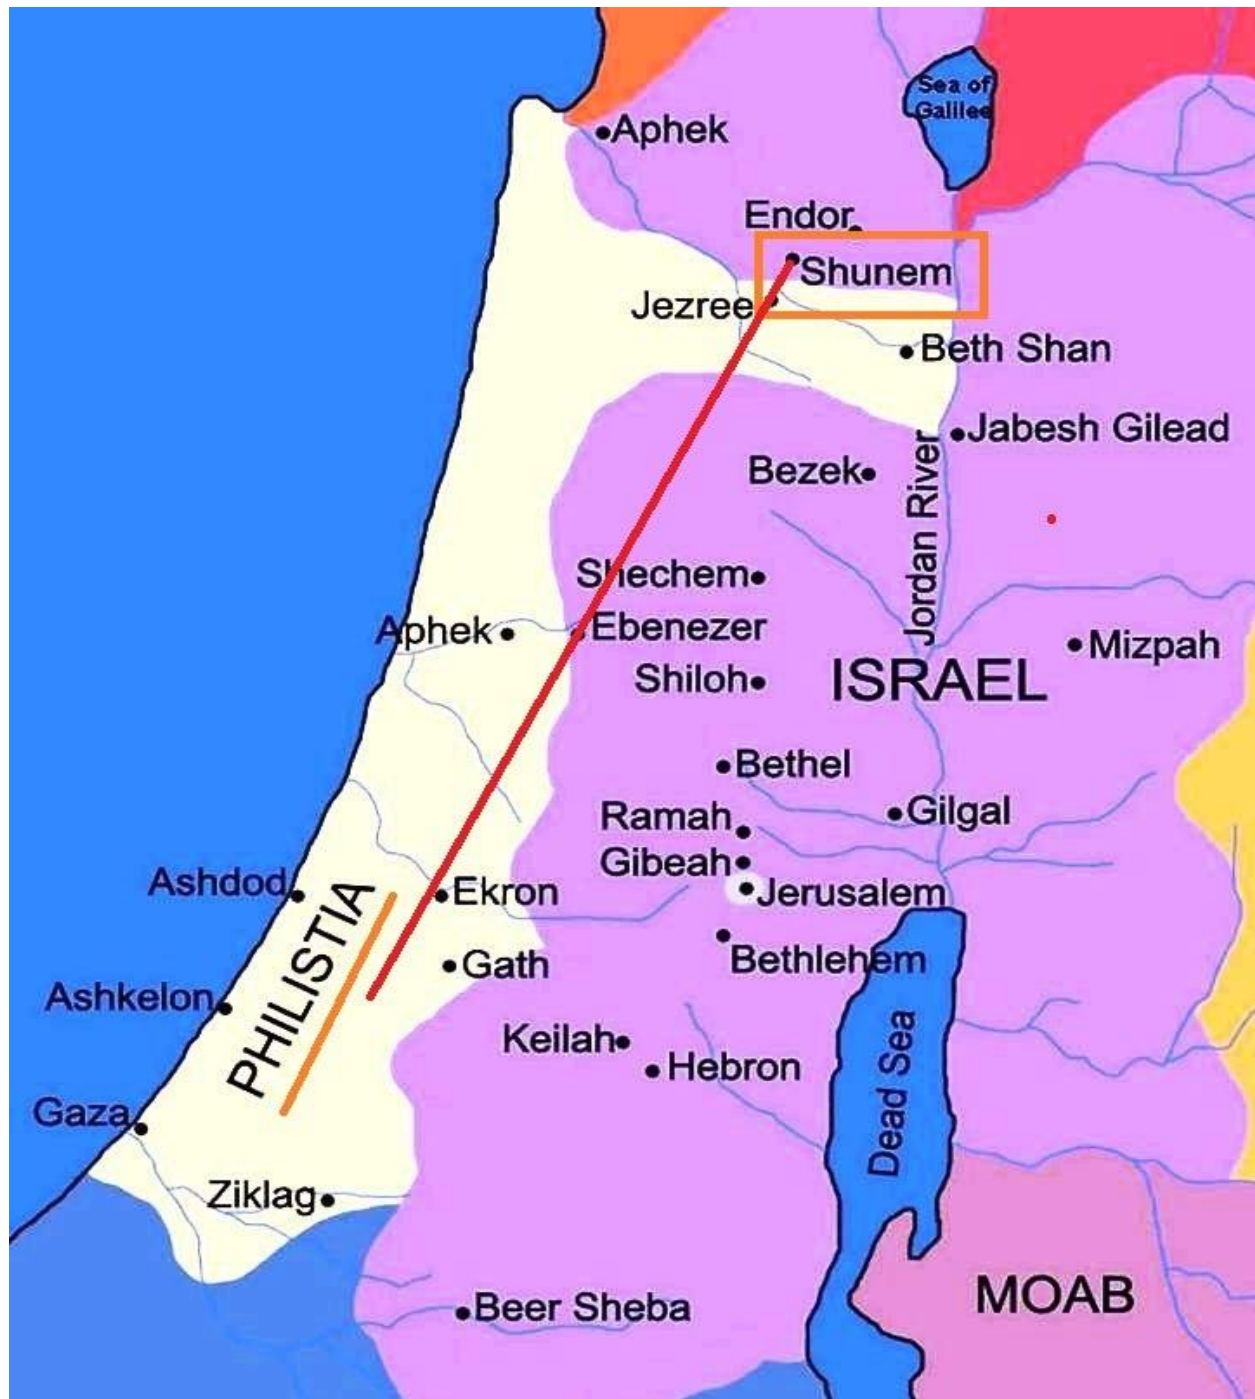 Sea of
Galilee
Aphek
Endor
Shunem
Jezree
Beth Shan
Jabesh Gilead
Bezek
Jordan River
Shechem
Aphek
Ebenezer
Mizpah
Shiloh
ISRAEL
Bethel
Ramah
Gilgal
Gibeah
Ashdod
Ekron
Jerusalem
PHILISTIA
Bethlehem
Gath
Ashkelon
Keilah
Hebron
Dead Sea
Gaza
Ziklag
MOAB
Beer Sheba